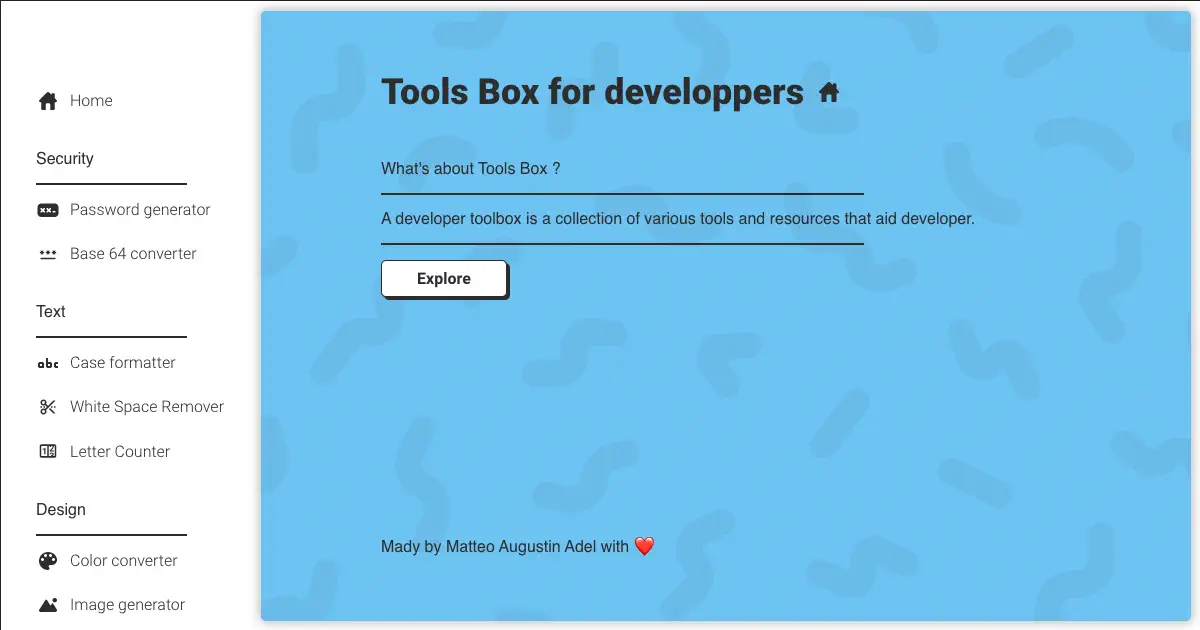 Home
Security
Password generator
Base 64 converter
Text
abc Case formatter
White Space Remover
Letter Counter
Design
Color converter
Image generator
Tools Box for developpers
What's about Tools Box ?
A developer toolbox is a collection of various tools and resources that aid developer.
Explore
Mady by Matteo Augustin Adel with ❤️